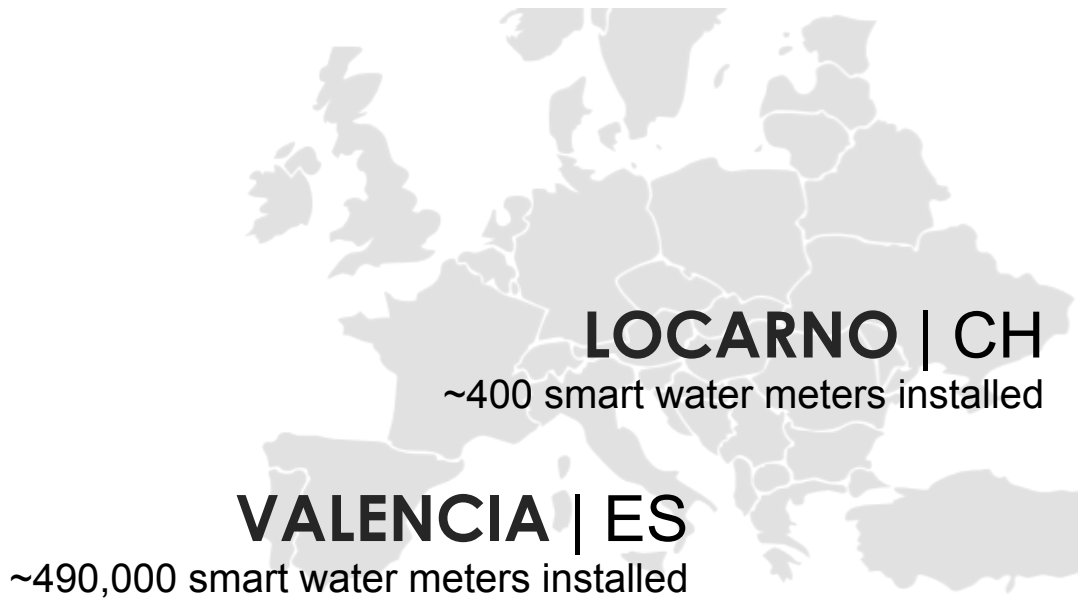 LOCARNO | CH
~400 smart water meters installed
VALENCIA | ES
~490,000 smart water meters installed